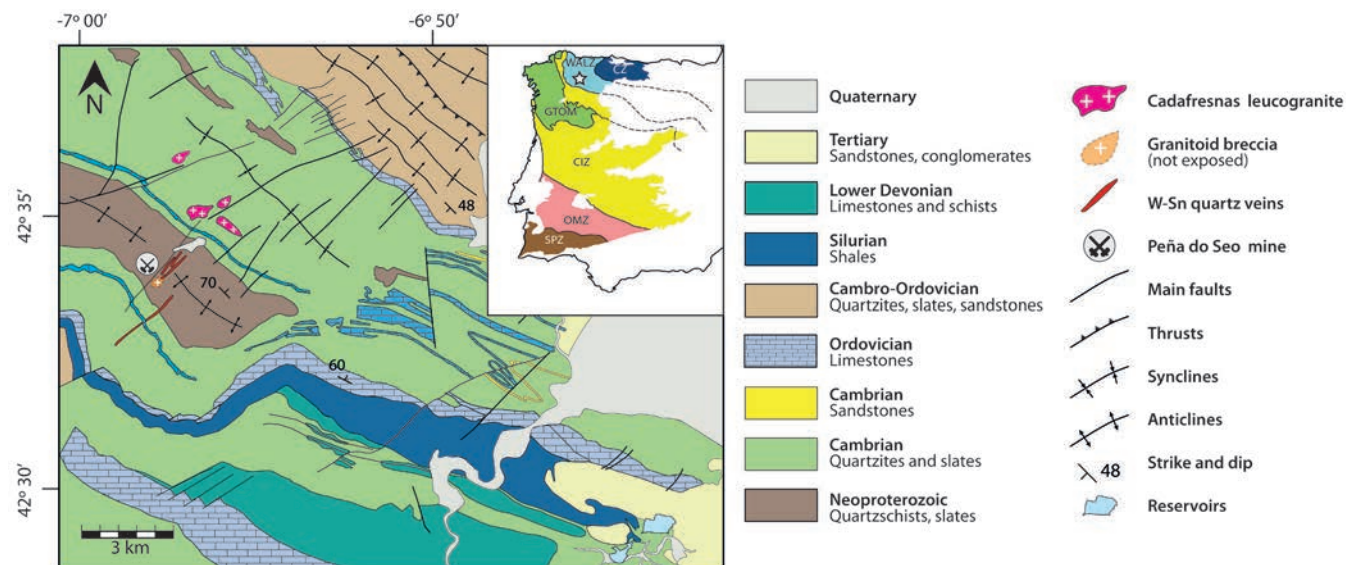 -7º 00′
-6º 50′
42º 35′
42º 30′
N
48
70
60
3 km
WALZ
CZ
GTOM
CIZ
OMZ
SPZ
Quaternary
Tertiary
Sandstones, conglomerates
Lower Devonian
Limestones and schists
Silurian
Shales
Cambro-Ordovician
Quartzites, slates, sandstones
Ordovician
Limestones
Cambrian
Sandstones
Cambrian
Quartzites and slates
Neoproterozoic
Quartzschists, slates
Cadafresnas leucogranite
Granitoid breccia
(not exposed)
W-Sn quartz veins
Peña do Seo mine
Main faults
Thrusts
Synclines
Anticlines
48 Strike and dip
Reservoirs